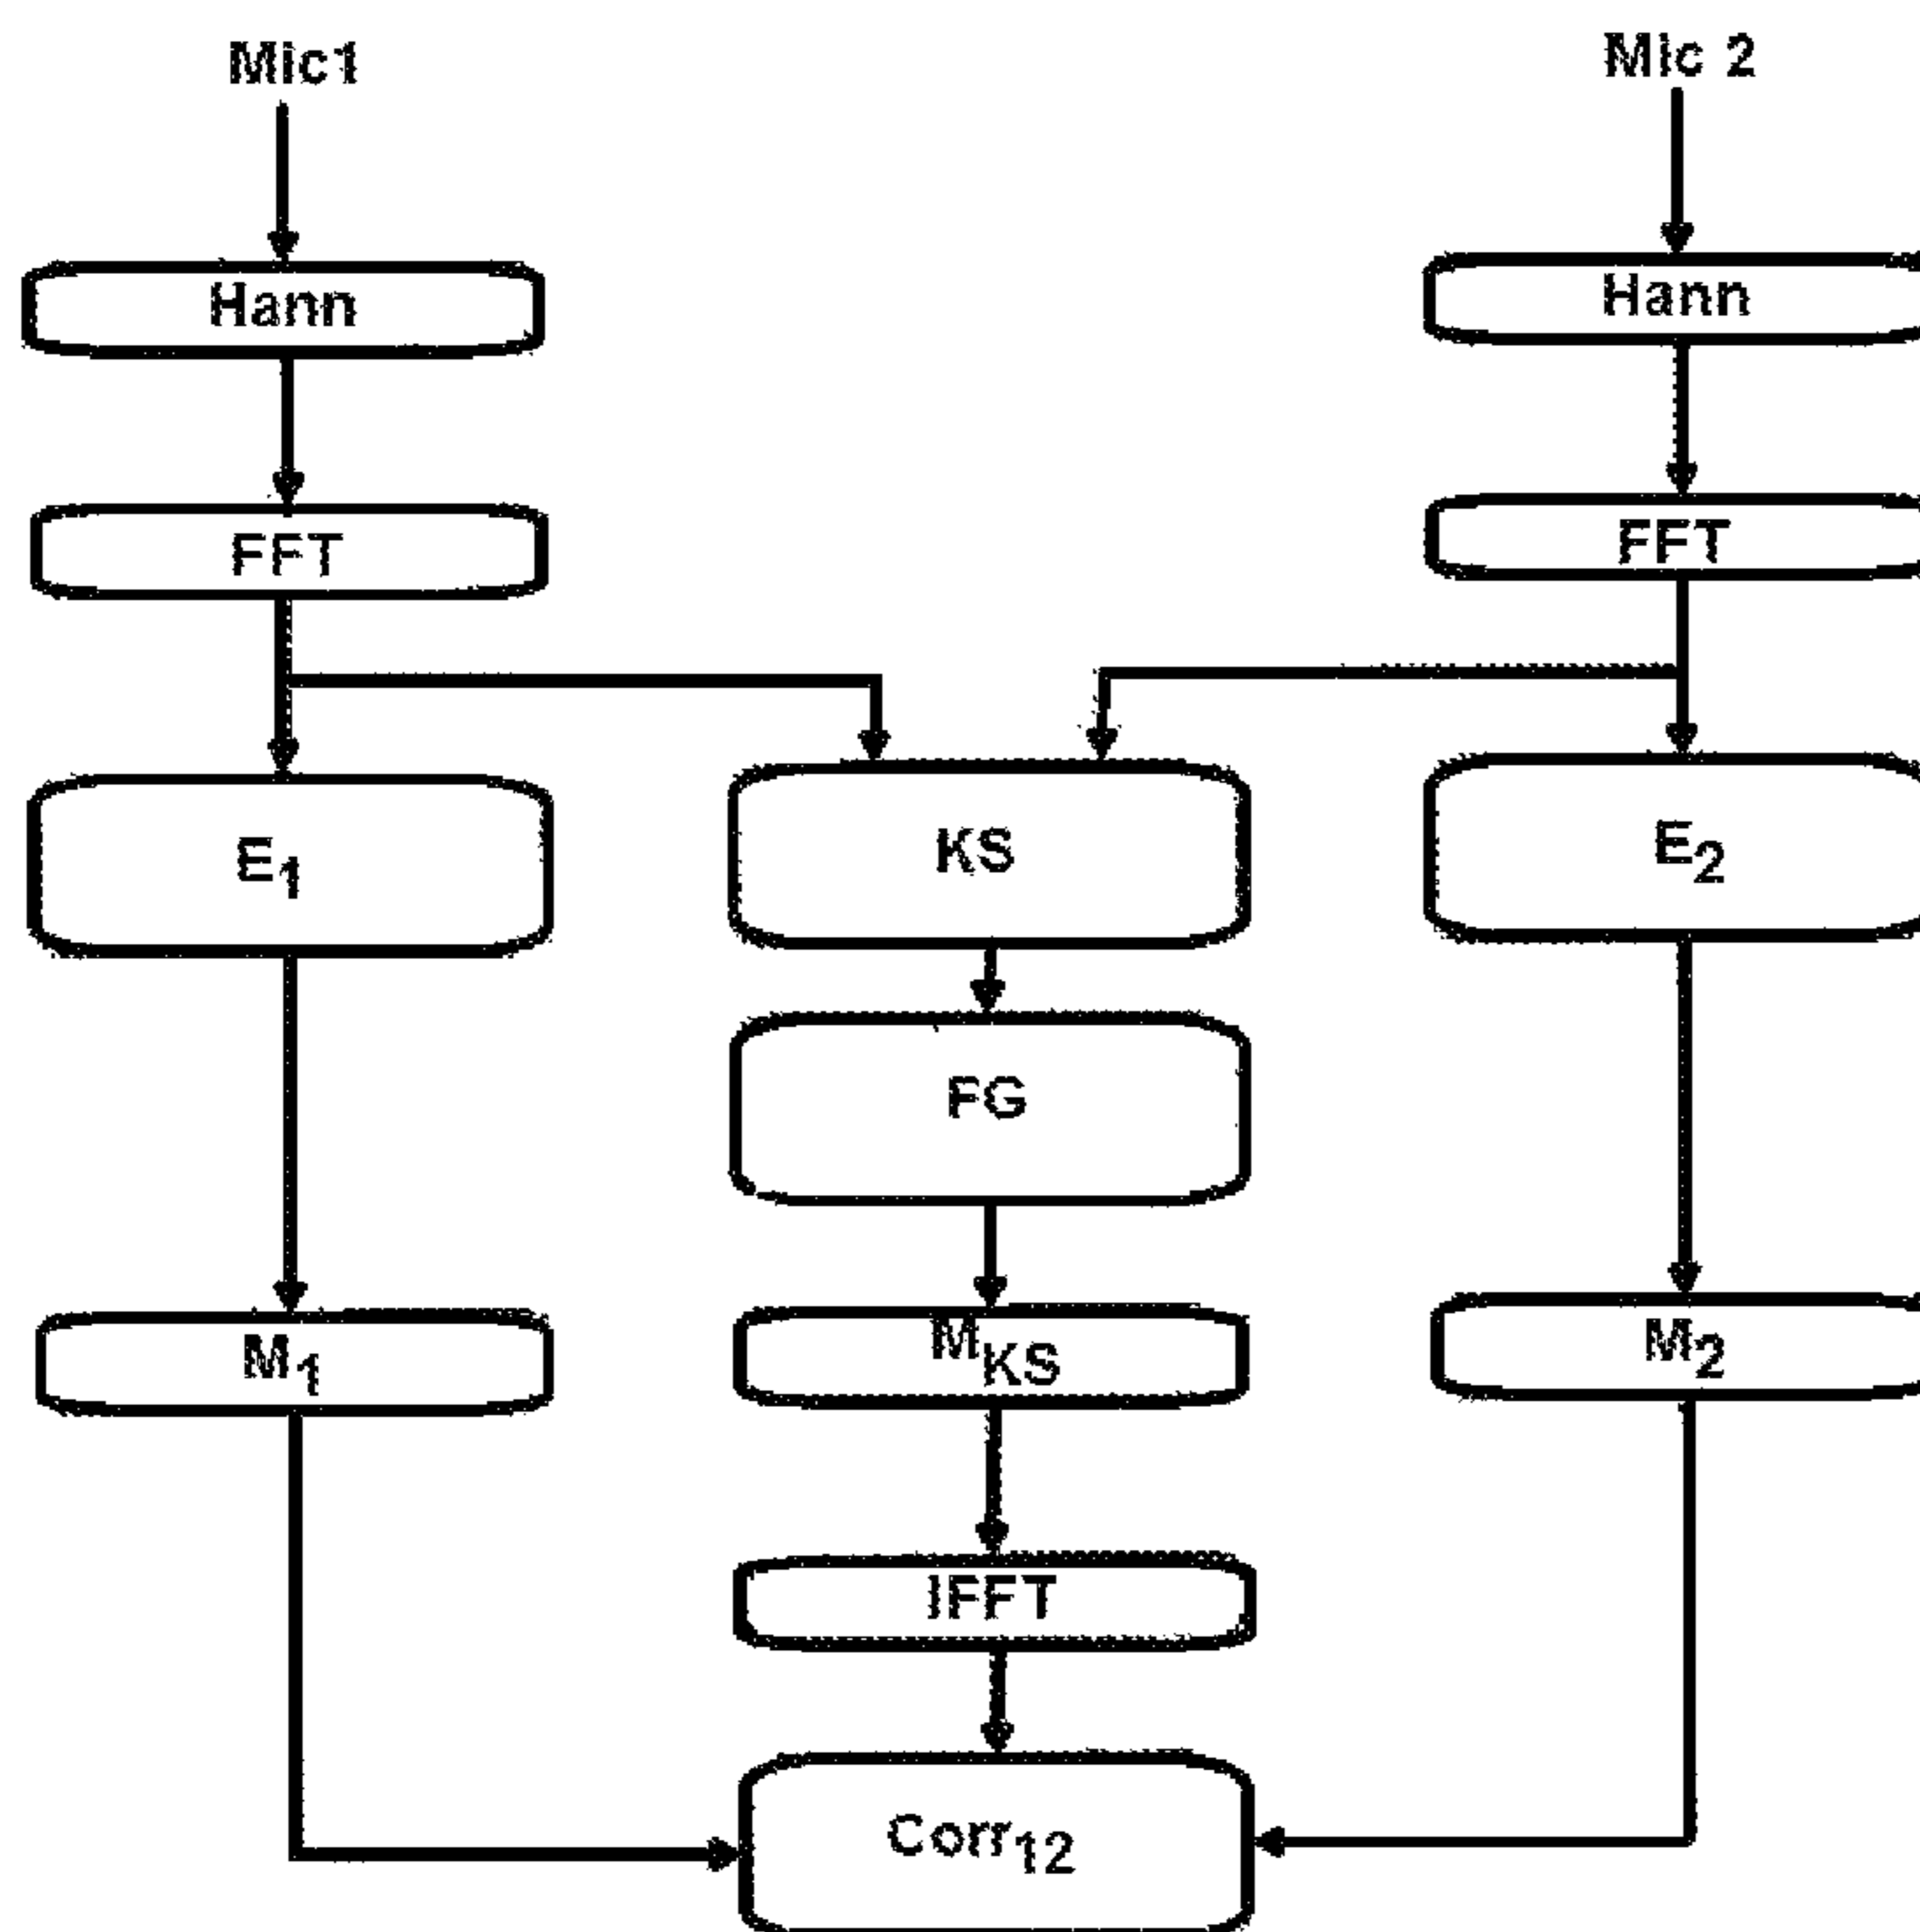 Mic1
Mic 2
Hann
Hann
FFT
FFT
E1
KS
E2
FG
M1
MKS
M2
IFFT
Corr12